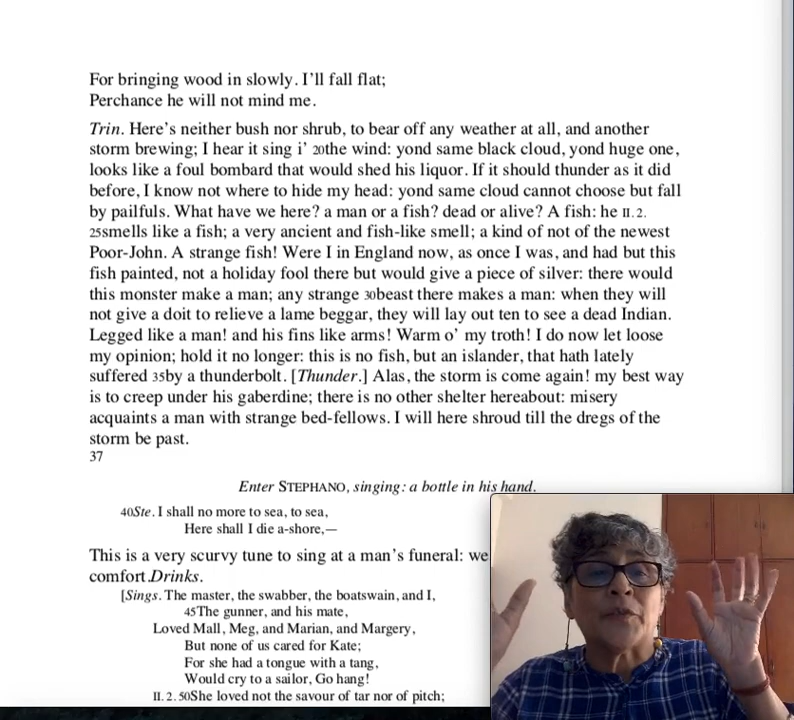 For bringing wood in slowly. I’ll fall flat;
Perchance he will not mind me.
Trin. Here’s neither bush nor shrub, to bear off any weather at all, and another
storm brewing; I hear it sing i’ 20the wind: yond same black cloud, yond huge one,
looks like a foul bombard that would shed his liquor. If it should thunder as it did
before, I know not where to hide my head: yond same cloud cannot choose but fall
by pailfuls. What have we here? a man or a fish? dead or alive? A fish: he II. 2.
25smells like a fish; a very ancient and fish-like smell; a kind of not of the newest
Poor-John. A strange fish! Were I in England now, as once I was, and had but this
fish painted, not a holiday fool there but would give a piece of silver: there would
this monster make a man; any strange 30beast there makes a man: when they will
not give a doit to relieve a lame beggar, they will lay out ten to see a dead Indian.
Legged like a man! and his fins like arms! Warm o’ my troth! I do now let loose
my opinion; hold it no longer: this is no fish, but an islander, that hath lately
suffered 35by a thunderbolt. [Thunder.] Alas, the storm is come again! my best way
is to creep under his gaberdine; there is no other shelter hereabout: misery
acquaints a man with strange bed-fellows. I will here shroud till the dregs of the
storm be past.
37
Enter STEPHANO, singing: a bottle in his hand.
40Ste. I shall no more to sea, to sea,
Here shall I die a-shore,—
This is a very scurvy tune to sing at a man’s funeral: we
comfort.Drinks.
[Sings. The master, the swabber, the boatswain, and I,
45The gunner, and his mate,
Loved Mall, Meg, and Marian, and Margery,
But none of us cared for Kate;
For she had a tongue with a tang,
Would cry to a sailor, Go hang!
II. 2. 50She loved not the savour of tar nor of pitch;